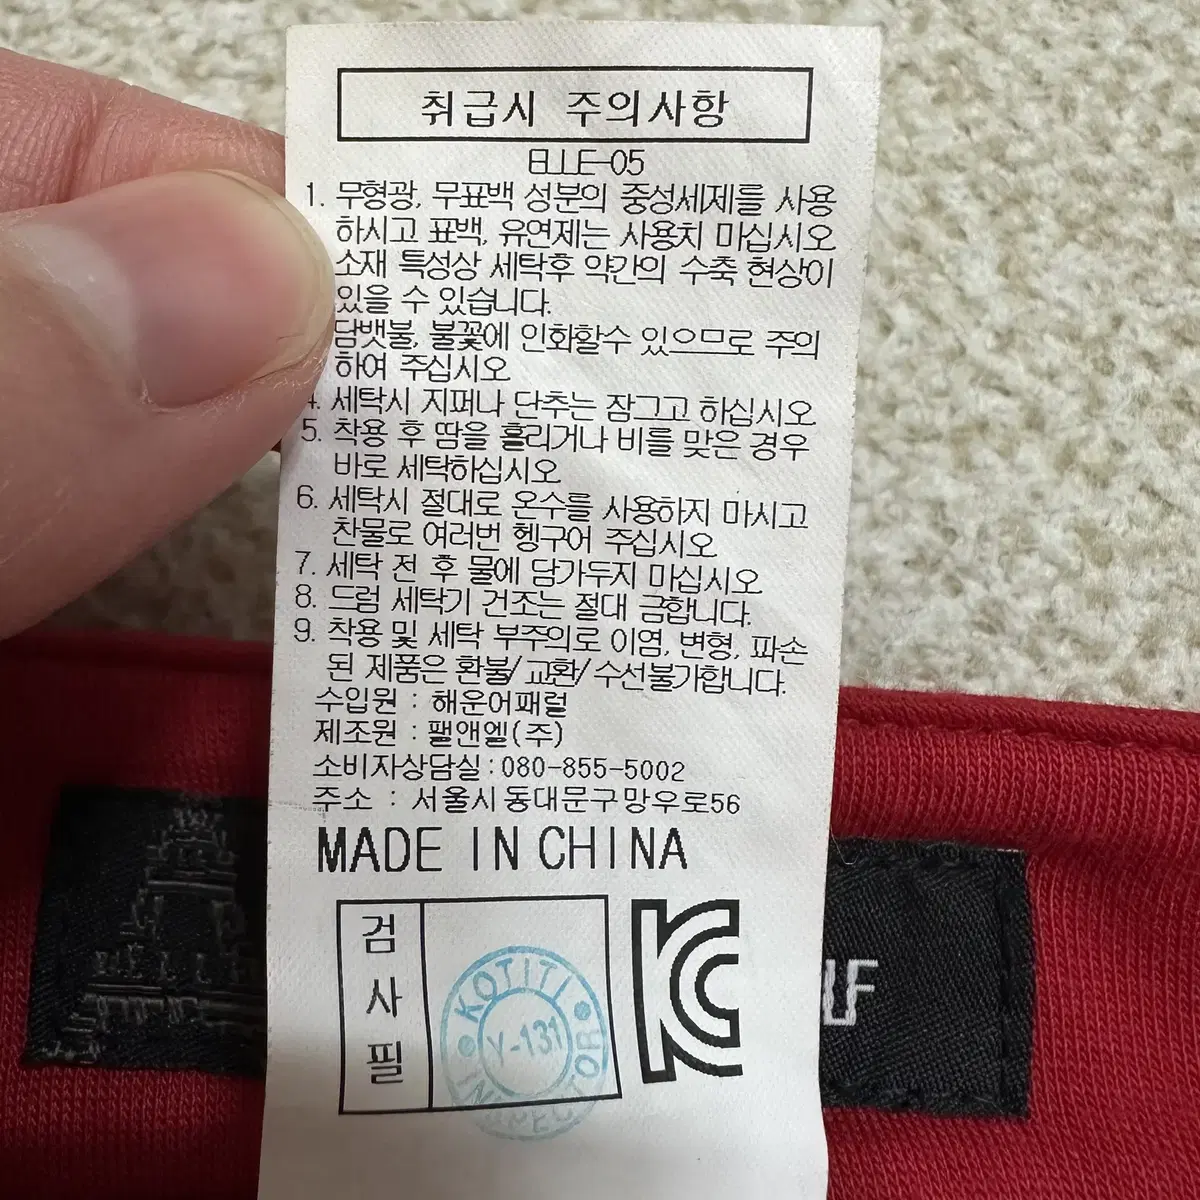 취급시 주의사항
ELLE-05
1. 무형광, 무표백 성분의 중성세제를 사용
하시고 표백, 유연제는 사용치 마십시오
소재 특성상 세탁후 약간의 수축 현상이
있을 수 있습니다.
담뱃불, 불꽃에 인화할수 있으므로 주의
하여 주십시오
4. 세탁시 지퍼나 단추는 잠그고 하십시오
5. 착용 후 땀을 흘리거나 비를 맞은 경우
바로 세탁하십시오
6. 세탁시 절대로 온수를 사용하지 마시고
찬물로 여러번 헹구어 주십시오
7. 세탁 전 후 물에 담가두지 마십시오
8. 드럼 세탁기 건조는 절대 금합니다.
9. 착용 및 세탁 부주의로 이염, 변형, 파손
된 제품은 환불/교환/수선불가합니다.
수입원 : 해운어패럴
제조원 : 팰앤엘(주)
소비자상담실:080-855-5002
주소 : 서울시동대문구망우로56
MADE IN CHINA
검사필
KOTITI
Y-131
INSPECTOR
KC